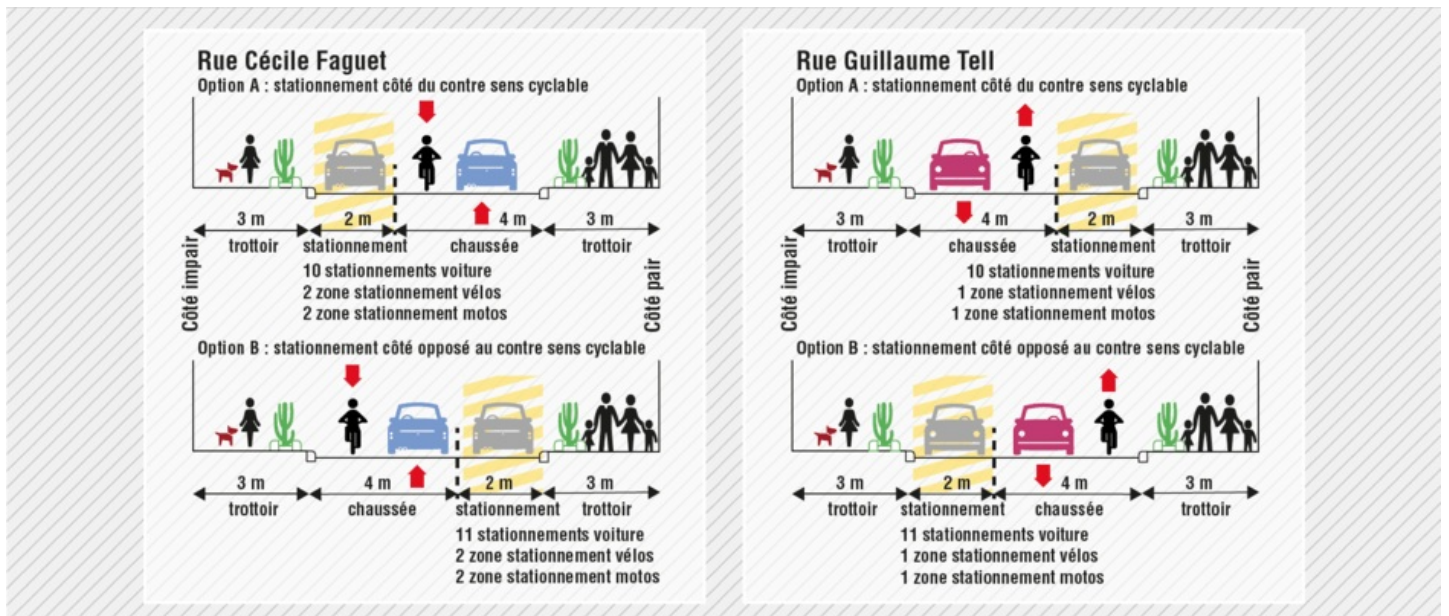 Rue Cécile Faguet
Option A : stationnement côté du contre sens cyclable
3 m
2 m
4 m
3 m
trottoir
stationnement
chaussée
trottoir
10 stationnements voiture
2 zone stationnement vélos
2 zone stationnement motos
Côté impair
Côté pair
Option B : stationnement côté opposé au contre sens cyclable
3 m
4 m
2 m
3 m
trottoir
chaussée
stationnement
trottoir
11 stationnements voiture
2 zone stationnement vélos
2 zone stationnement motos
Rue Guillaume Tell
Option A : stationnement côté du contre sens cyclable
3 m
4 m
2 m
3 m
trottoir
chaussée
stationnement
trottoir
10 stationnements voiture
1 zone stationnement vélos
1 zone stationnement motos
Côté impair
Côté pair
Option B : stationnement côté opposé au contre sens cyclable
3 m
2 m
4 m
3 m
trottoir
stationnement
chaussée
trottoir
11 stationnements voiture
1 zone stationnement vélos
1 zone stationnement motos